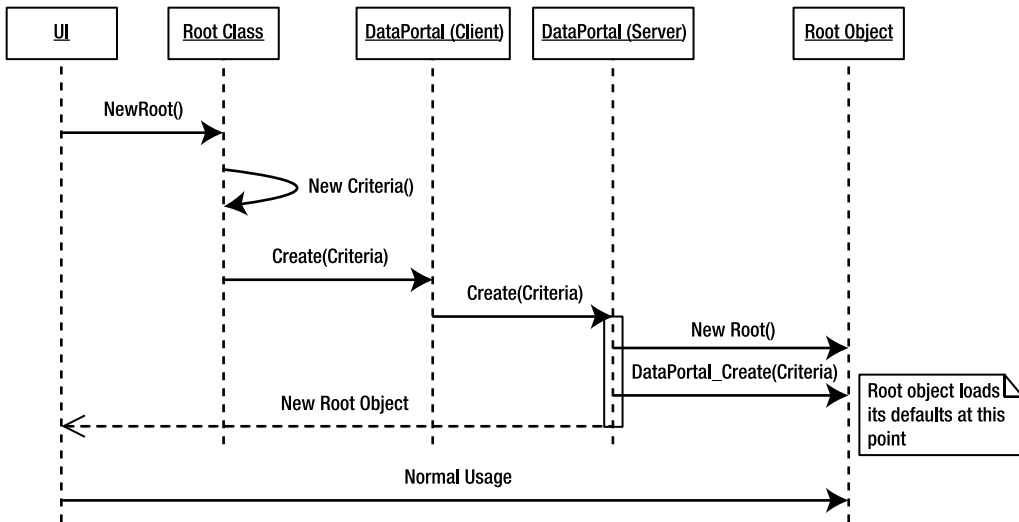 UI
Root Class
DataPortal (Client)
DataPortal (Server)
Root Object
NewRoot()
New Criteria()
Create(Criteria)
Create(Criteria)
New Root()
DataPortal_Create(Criteria)
Root object loads
its defaults at this
point
New Root Object
Normal Usage